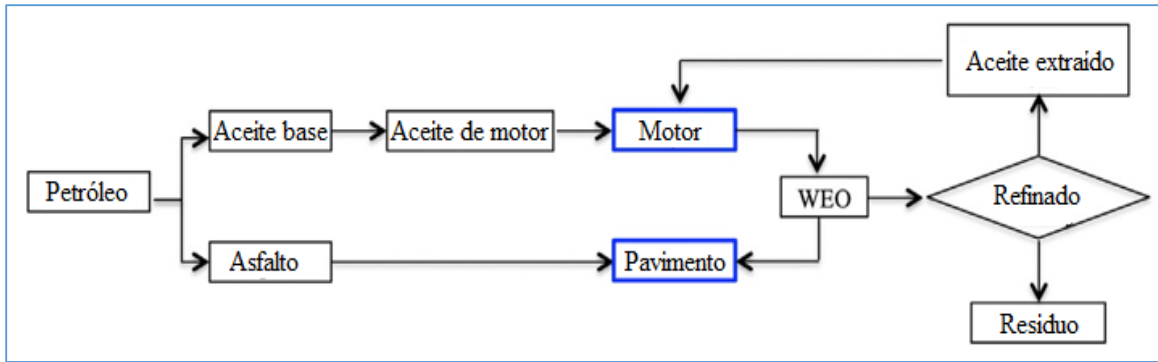 Aceite extraído
Aceite base
Aceite de motor
Motor
Petróleo
WEO
Refinado
Asfalto
Pavimento
Residuo